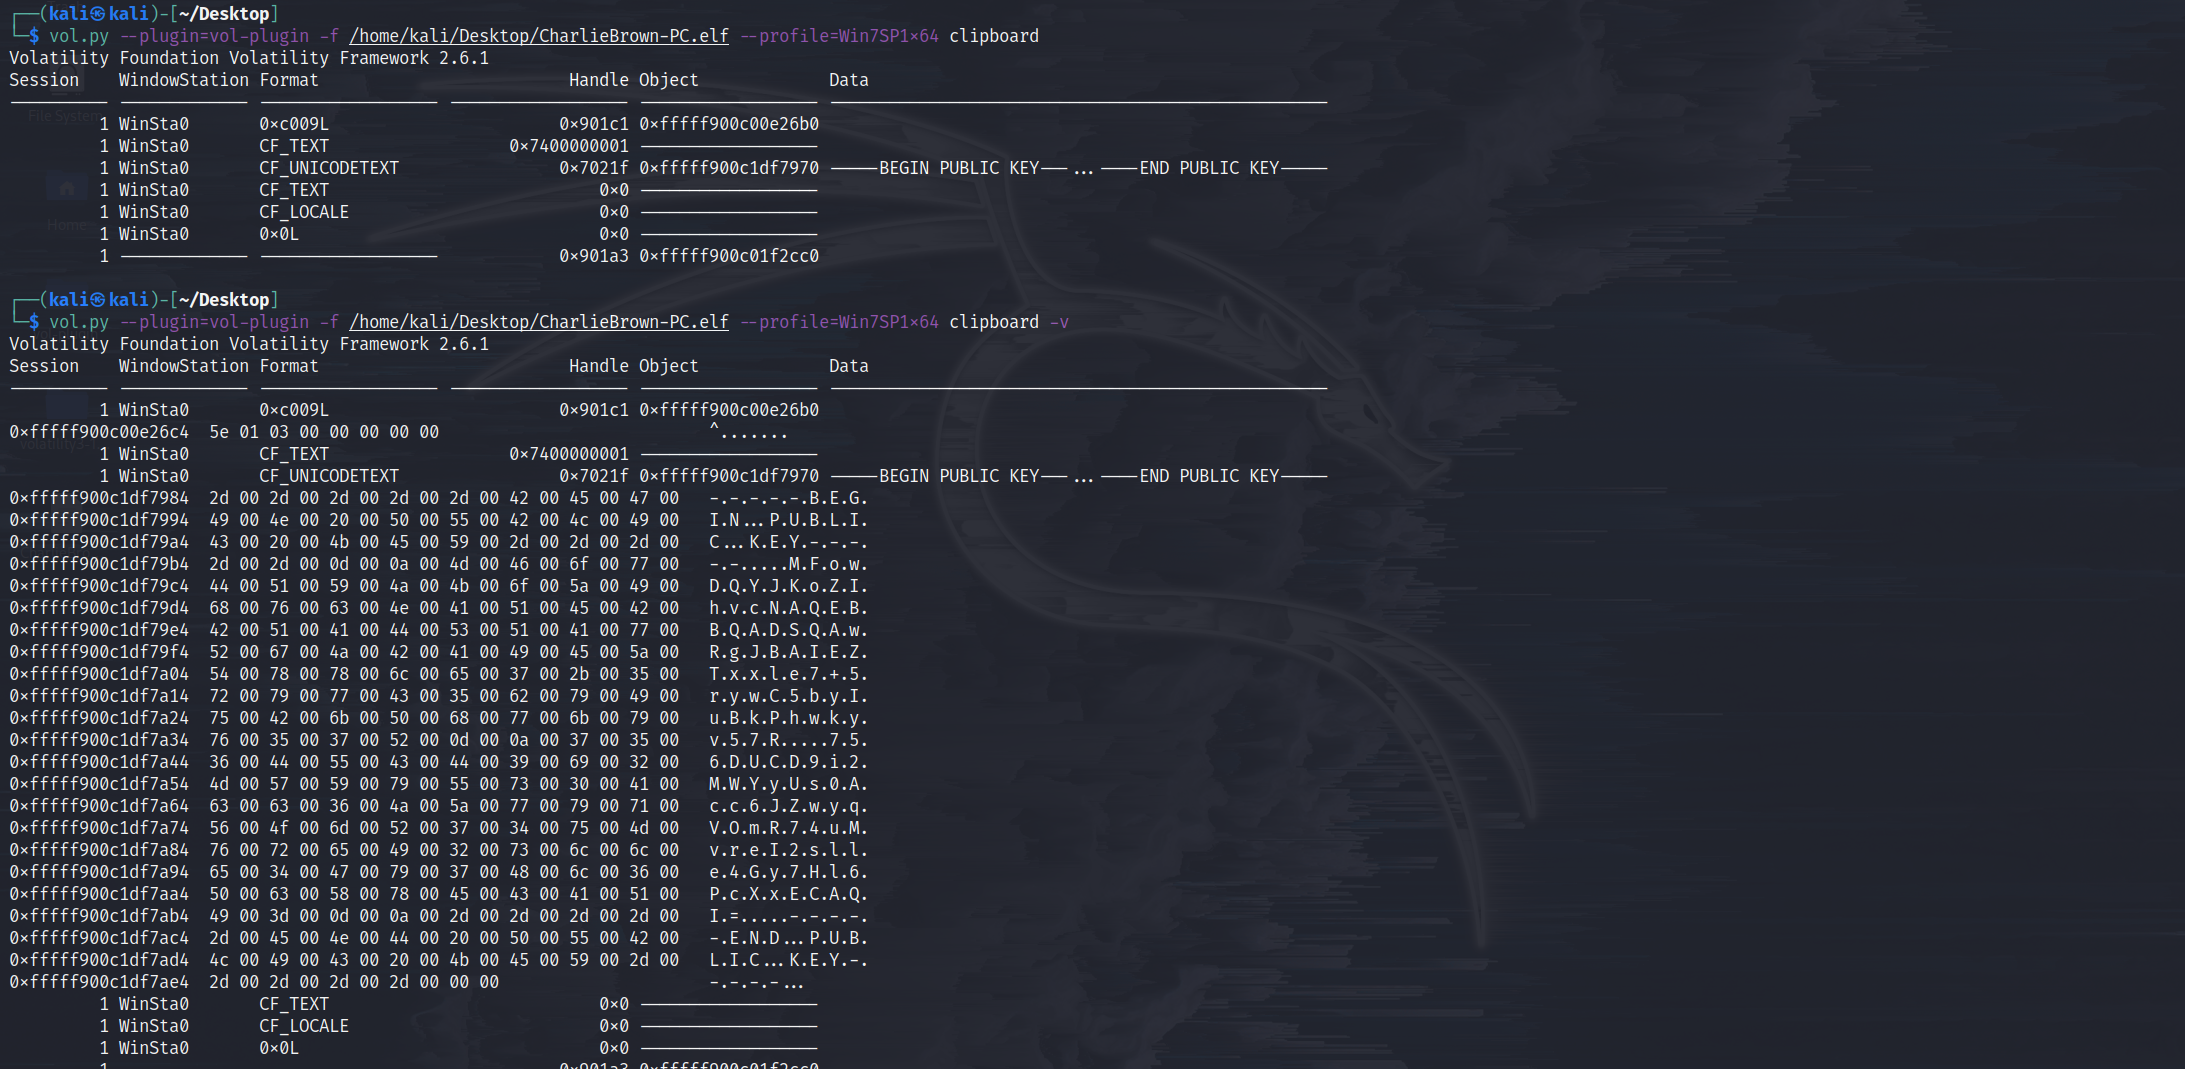 ┌──(kali㉿kali)-[~/Desktop]
└─$ vol.py --plugin=vol-plugin -f /home/kali/Desktop/CharlieBrown-PC.elf --profile=Win7SP1x64 clipboard
Volatility Foundation Volatility Framework 2.6.1
Session    WindowStation Format                         Handle Object             Data
---------- ------------- ------------------ ------------------ ------------------ --------------------------------------------------
         1 WinSta0       0xc009L                       0x901c1 0xfffff900c00e26b0
         1 WinSta0       CF_TEXT                  0x7400000001 ------------------
         1 WinSta0       CF_UNICODETEXT                0x7021f 0xfffff900c1df7970 -----BEGIN PUBLIC KEY---...----END PUBLIC KEY-----
         1 WinSta0       CF_TEXT                           0x0 ------------------
         1 WinSta0       CF_LOCALE                         0x0 ------------------
         1 WinSta0       0x0L                              0x0 ------------------
         1 ------------- ------------------            0x901a3 0xfffff900c01f2cc0
┌──(kali㉿kali)-[~/Desktop]
└─$ vol.py --plugin=vol-plugin -f /home/kali/Desktop/CharlieBrown-PC.elf --profile=Win7SP1x64 clipboard -v
Volatility Foundation Volatility Framework 2.6.1
Session    WindowStation Format                         Handle Object             Data
---------- ------------- ------------------ ------------------ ------------------ --------------------------------------------------
         1 WinSta0       0xc009L                       0x901c1 0xfffff900c00e26b0
0xfffff900c00e26c4  5e 01 03 00 00 00 00 00                           ^.......
         1 WinSta0       CF_TEXT                  0x7400000001 ------------------
         1 WinSta0       CF_UNICODETEXT                0x7021f 0xfffff900c1df7970 -----BEGIN PUBLIC KEY---...----END PUBLIC KEY-----
0xfffff900c1df7984  2d 00 2d 00 2d 00 2d 00 2d 00 42 00 45 00 47 00   -.-.-.-.-.B.E.G.
0xfffff900c1df7994  49 00 4e 00 20 00 50 00 55 00 42 00 4c 00 49 00   I.N...P.U.B.L.I.
0xfffff900c1df79a4  43 00 20 00 4b 00 45 00 59 00 2d 00 2d 00 2d 00   C...K.E.Y.-.-.-.
0xfffff900c1df79b4  2d 00 2d 00 0d 00 0a 00 4d 00 46 00 6f 00 77 00   -.-.....M.F.o.w.
0xfffff900c1df79c4  44 00 51 00 59 00 4a 00 4b 00 6f 00 5a 00 49 00   D.Q.Y.J.K.o.Z.I.
0xfffff900c1df79d4  68 00 76 00 63 00 4e 00 41 00 51 00 45 00 42 00   h.v.c.N.A.Q.E.B.
0xfffff900c1df79e4  42 00 51 00 41 00 44 00 53 00 51 00 41 00 77 00   B.Q.A.D.S.Q.A.w.
0xfffff900c1df79f4  52 00 67 00 4a 00 42 00 41 00 49 00 45 00 5a 00   R.g.J.B.A.I.E.Z.
0xfffff900c1df7a04  54 00 78 00 78 00 6c 00 65 00 37 00 2b 00 35 00   T.x.x.l.e.7.+.5.
0xfffff900c1df7a14  72 00 79 00 77 00 43 00 35 00 62 00 79 00 49 00   r.y.w.C.5.b.y.I.
0xfffff900c1df7a24  75 00 42 00 6b 00 50 00 68 00 77 00 6b 00 79 00   u.B.k.P.h.w.k.y.
0xfffff900c1df7a34  76 00 35 00 37 00 52 00 0d 00 0a 00 37 00 35 00   v.5.7.R.....7.5.
0xfffff900c1df7a44  36 00 44 00 55 00 43 00 44 00 39 00 69 00 32 00   6.D.U.C.D.9.i.2.
0xfffff900c1df7a54  4d 00 57 00 59 00 79 00 55 00 73 00 30 00 41 00   M.W.Y.y.U.s.0.A.
0xfffff900c1df7a64  63 00 63 00 36 00 4a 00 5a 00 77 00 79 00 71 00   c.c.6.J.Z.w.y.q.
0xfffff900c1df7a74  56 00 4f 00 6d 00 52 00 37 00 34 00 75 00 4d 00   V.O.m.R.7.4.u.M.
0xfffff900c1df7a84  76 00 72 00 65 00 49 00 32 00 73 00 6c 00 6c 00   v.r.e.I.2.s.l.l.
0xfffff900c1df7a94  65 00 34 00 47 00 79 00 37 00 48 00 6c 00 36 00   e.4.G.y.7.H.l.6.
0xfffff900c1df7aa4  50 00 63 00 58 00 78 00 45 00 43 00 41 00 51 00   P.c.X.x.E.C.A.Q.
0xfffff900c1df7ab4  49 00 3d 00 0d 00 0a 00 2d 00 2d 00 2d 00 2d 00   I.=.....-.-.-.-.
0xfffff900c1df7ac4  2d 00 45 00 4e 00 44 00 20 00 50 00 55 00 42 00   -.E.N.D...P.U.B.
0xfffff900c1df7ad4  4c 00 49 00 43 00 20 00 4b 00 45 00 59 00 2d 00   L.I.C...K.E.Y.-.
0xfffff900c1df7ae4  2d 00 2d 00 2d 00 2d 00 00 00                     -.-.-.-...
         1 WinSta0       CF_TEXT                           0x0 ------------------
         1 WinSta0       CF_LOCALE                         0x0 ------------------
         1 WinSta0       0x0L                              0x0 ------------------
         1                                             0x901a3 0xfffff900c01f2cc0
File System
Home